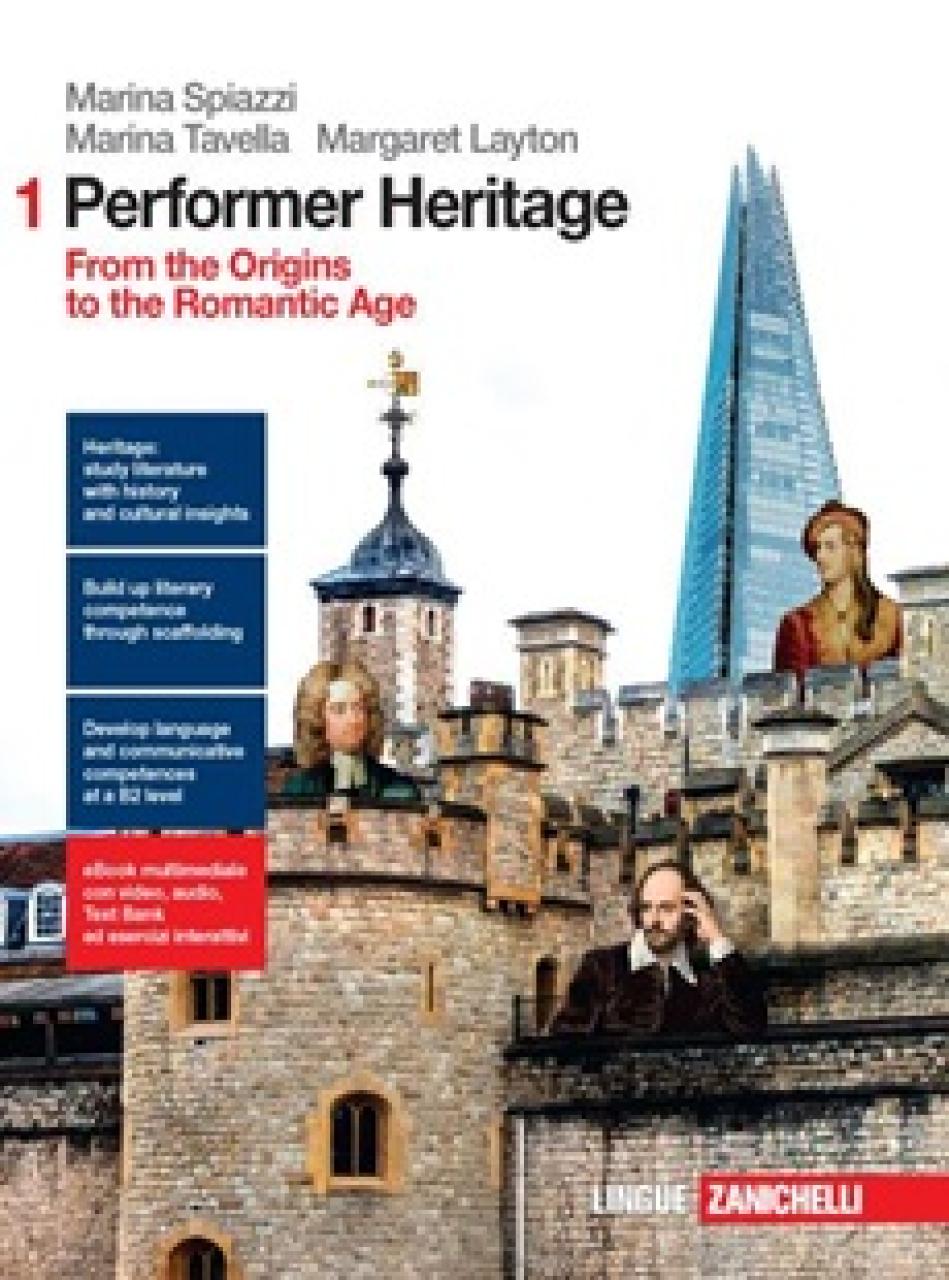 Marina Spiazzi
Marina Tavella Margaret Layton
1 Performer Heritage
From the Origins
to the Romantic Age
Heritage:
study literature
with history
and cultural insights
Build up literary
competence
through scaffolding
Develop language
and communicative
competences
at a B2 level
eBook multimediale
con video, audio,
Text Bank
ed esercizi interattivi
LINGUE ZANICHELLI